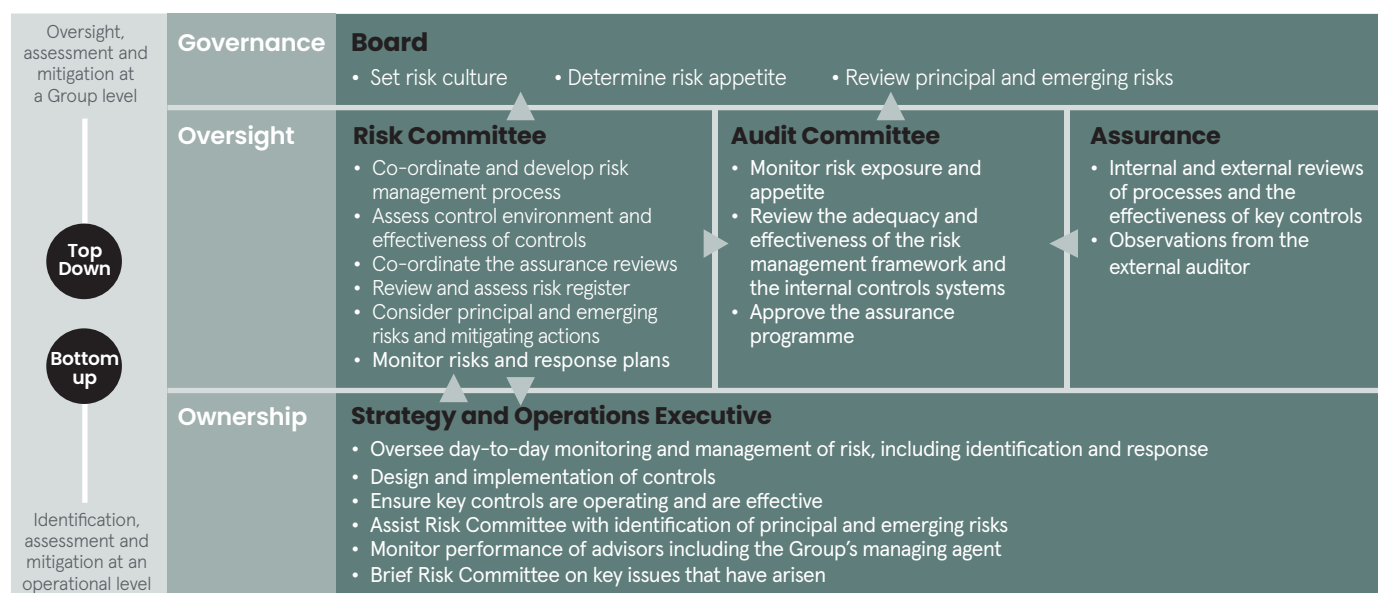 Oversight,
assessment and
mitigation at
a Group level
Top
Down
Bottom
up
Identification,
assessment and
mitigation at an
operational level
Governance
Board
• Set risk culture
• Determine risk appetite
• Review principal and emerging risks
Oversight
Risk Committee
• Co-ordinate and develop risk
management process
• Assess control environment and
effectiveness of controls
• Co-ordinate the assurance reviews
• Review and assess risk register
• Consider principal and emerging
risks and mitigating actions
• Monitor risks and response plans
Audit Committee
• Monitor risk exposure and
appetite
• Review the adequacy and
effectiveness of the risk
management framework and
the internal controls systems
• Approve the assurance
programme
Assurance
• Internal and external reviews
of processes and the
effectiveness of key controls
• Observations from the
external auditor
Ownership
Strategy and Operations Executive
• Oversee day-to-day monitoring and management of risk, including identification and response
• Design and implementation of controls
• Ensure key controls are operating and are effective
• Assist Risk Committee with identification of principal and emerging risks
• Monitor performance of advisors including the Group’s managing agent
• Brief Risk Committee on key issues that have arisen